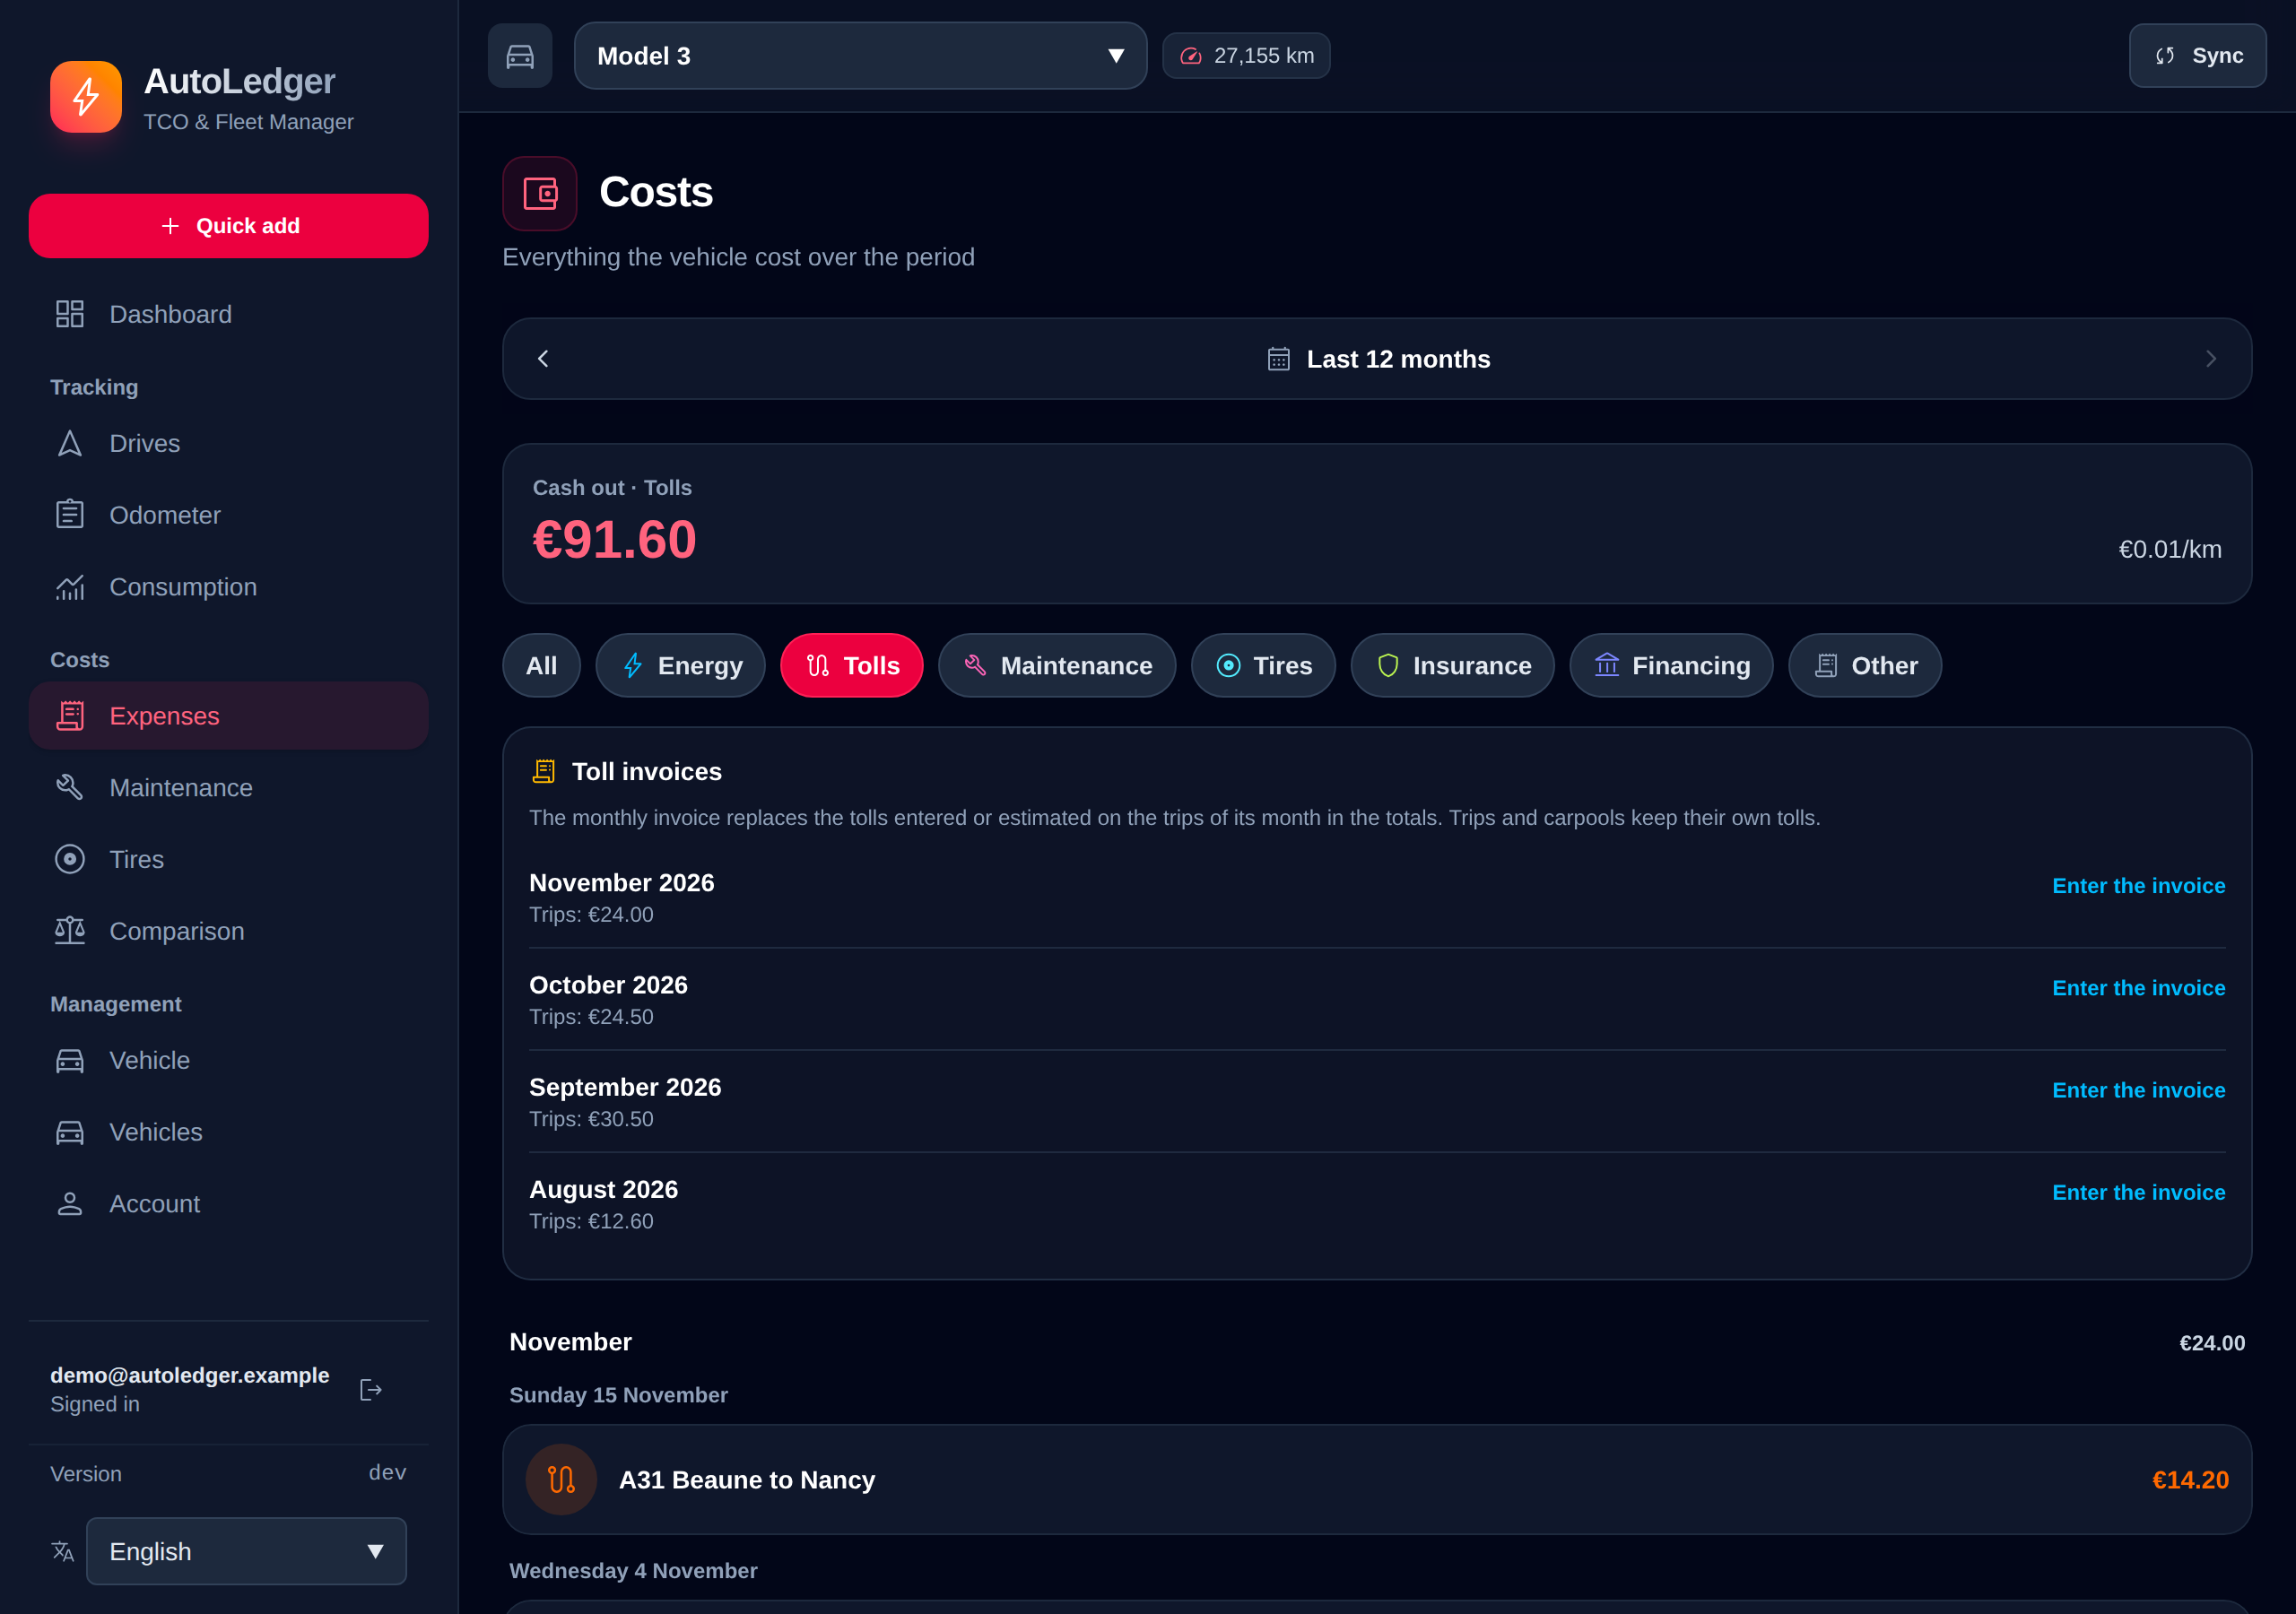 AutoLedger
TCO & Fleet Manager
Quick add
Dashboard
Tracking
Drives
Odometer
Consumption
Costs
Expenses
Maintenance
Tires
Comparison
Management
Vehicle
Vehicles
Account
demo@autoledger.example
Signed in
Version dev
English
Model 3
27,155 km
Sync
Costs
Everything the vehicle cost over the period
Last 12 months
Cash out · Tolls
€91.60
€0.01/km
All Energy Tolls Maintenance Tires Insurance Financing Other
Toll invoices
The monthly invoice replaces the tolls entered or estimated on the trips of its month in the totals. Trips and carpools keep their own tolls.
November 2026
Enter the invoice
Trips: €24.00
October 2026
Enter the invoice
Trips: €24.50
September 2026
Enter the invoice
Trips: €30.50
August 2026
Enter the invoice
Trips: €12.60
November €24.00
Sunday 15 November
A31 Beaune to Nancy €14.20
Wednesday 4 November